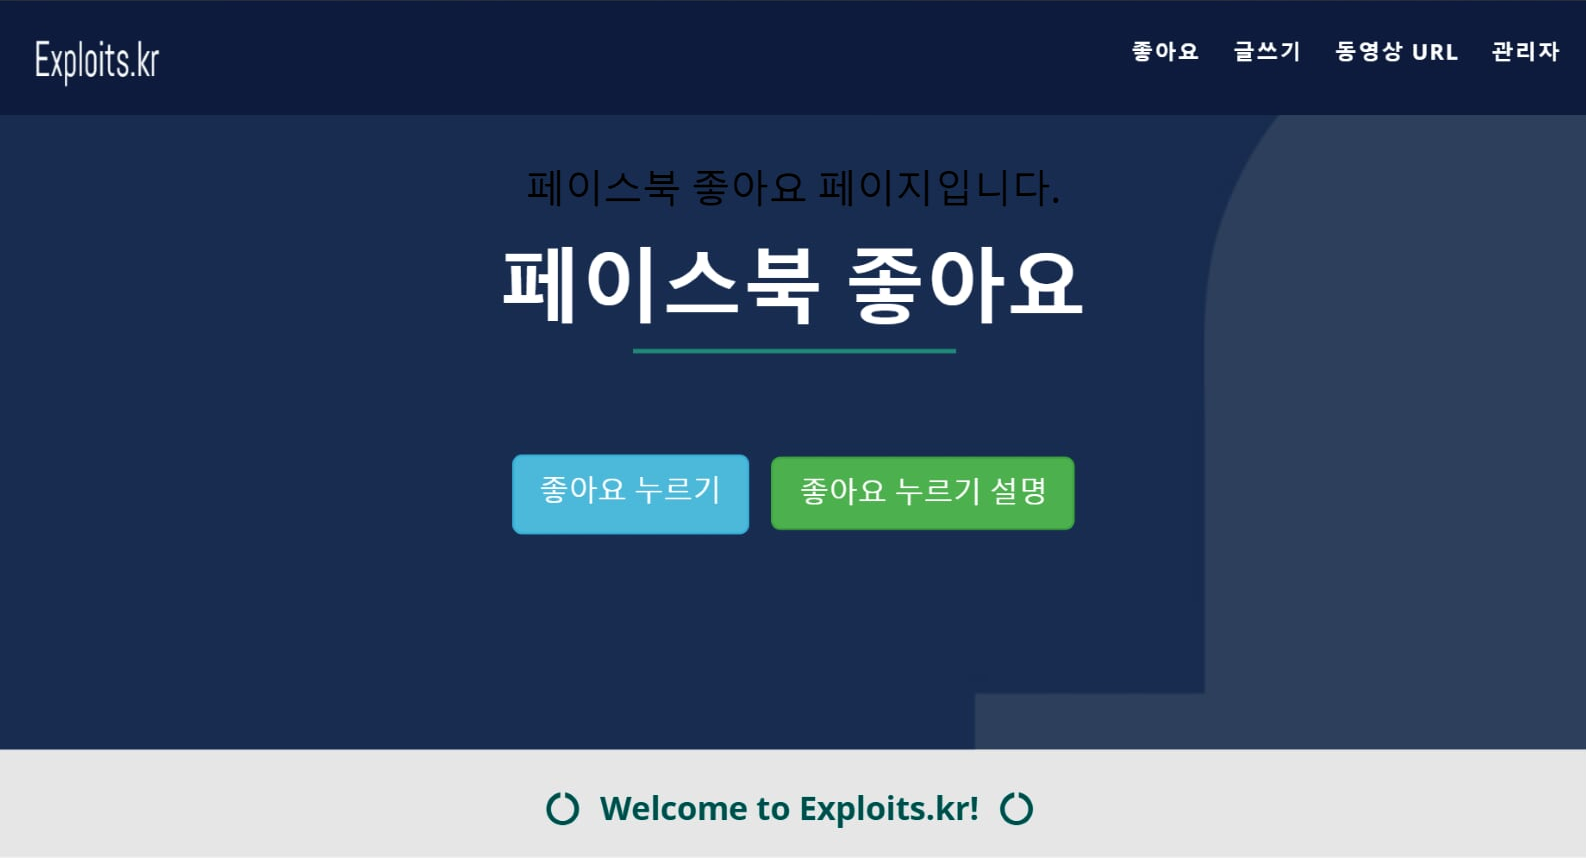 Exploits.kr
좋아요 글쓰기 동영상 URL 관리자
페이스북 좋아요 페이지입니다.
페이스북 좋아요
좋아요 누르기 좋아요 누르기 설명
Welcome to Exploits.kr!